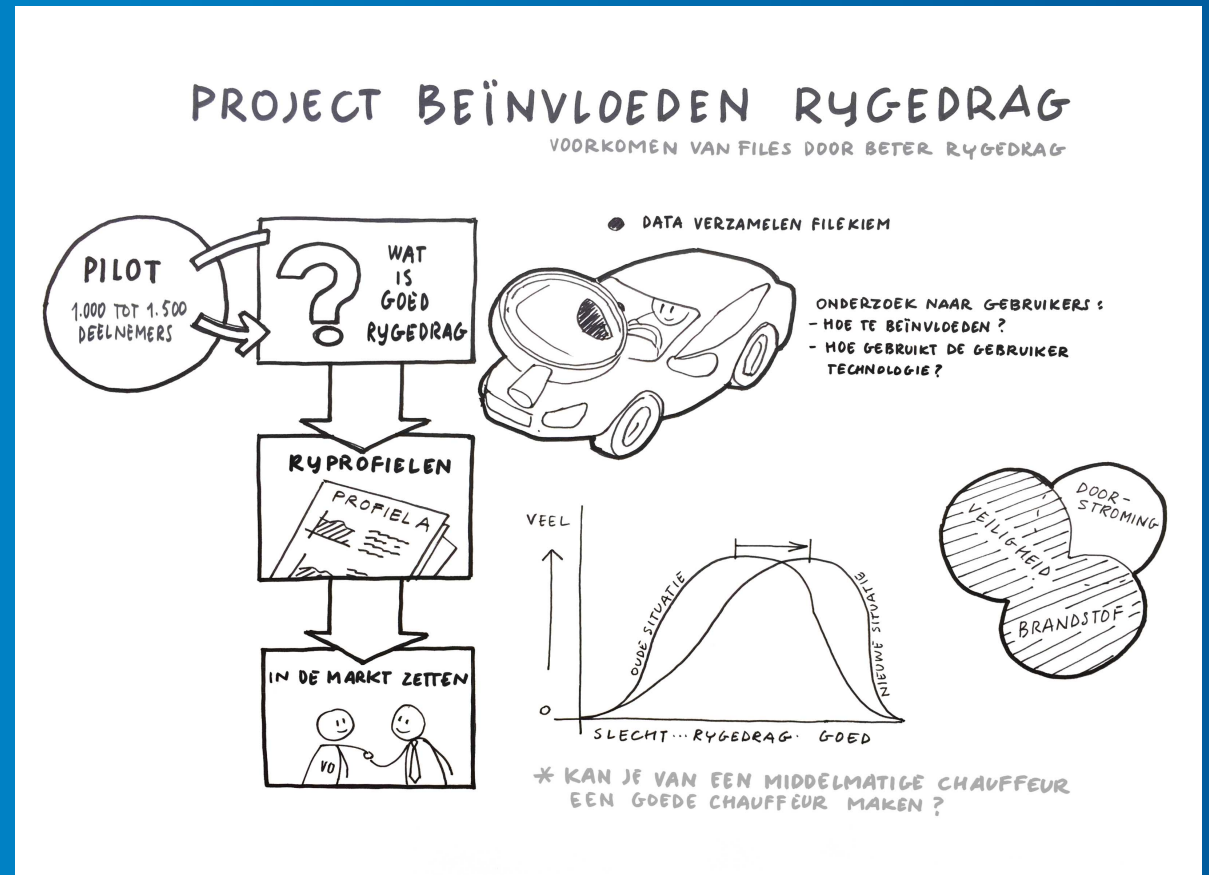 PROJECT BEÏNVLOEDEN RYGEDRAG
VOORKOMEN VAN FILES DOOR BETER RYGEDRAG
PILOT
1.000 TOT 1.500
DEELNEMERS
?
WAT
IS
GOED
RYGEDRAG
DATA VERZAMELEN FILEKIEM
ONDERZOEK NAAR GEBRUIKERS:
- HOE TE BEÏNVLOEDEN?
- HOE GEBRUIKT DE GEBRUIKER
TECHNOLOGIE?
RYPROFIELEN
PROFIEL A
IN DE MARKT ZETTEN
VO
VEEL
0
OUDE SITUATIE
NIEUWE SITUATIE
SLECHT...RYGEDRAG. GOED
DOOR-
STROMING
VEILIGHEID
BRANDSTOF
* KAN JE VAN EEN MIDDELMATIGE CHAUFFEUR
EEN GOEDE CHAUFFEUR MAKEN?